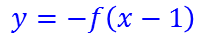 y = −f(x − 1)